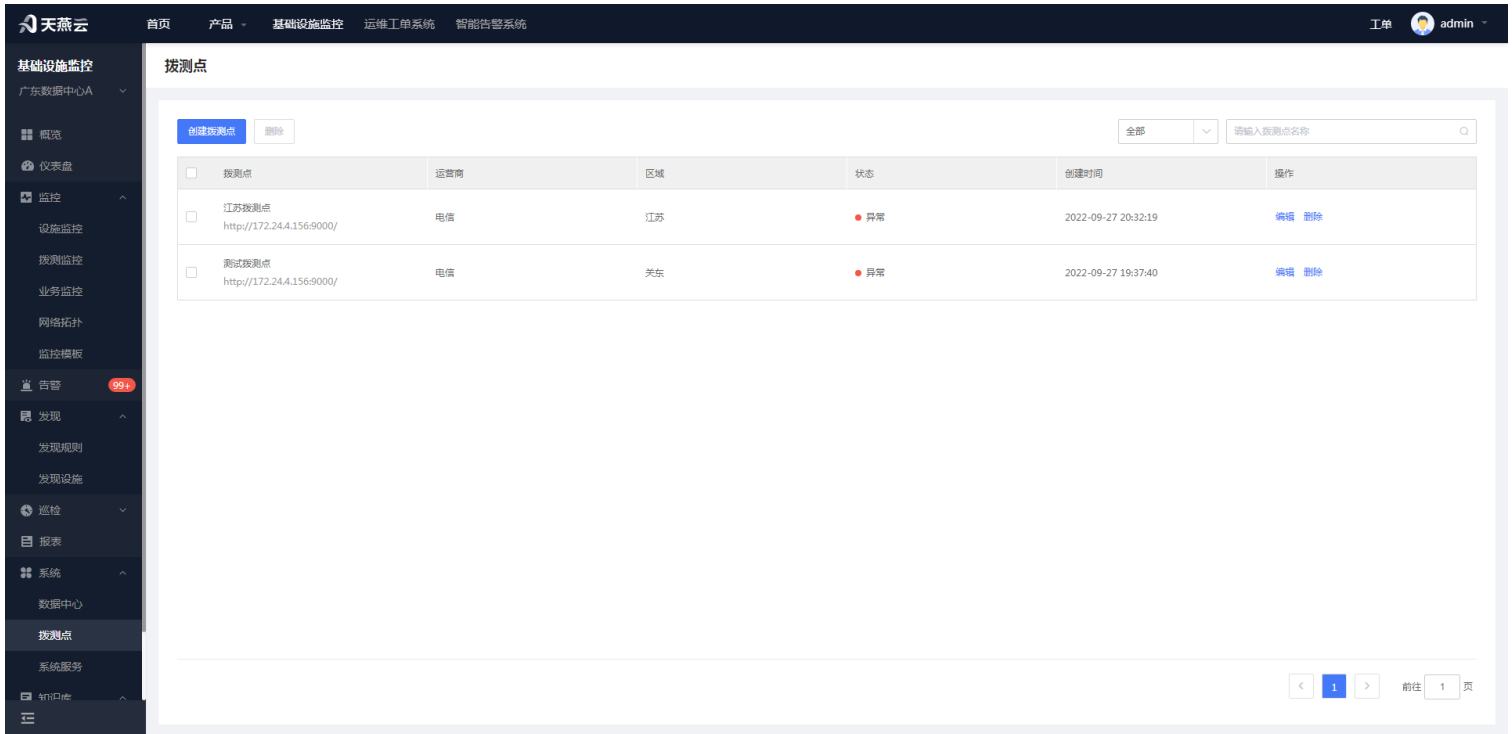 天燕云
首页 产品 基础设施监控 运维工单系统 智能告警系统 工单 admin
基础设施监控
广东数据中心A
概览
仪表盘
监控
设施监控
拨测监控
业务监控
网络拓扑
监控模板
告警 99+
发现
发现规则
发现设施
巡检
报表
系统
数据中心
拨测点
系统服务
知识库
拨测点
创建拨测点 删除 全部 请输入拨测点名称
拨测点 运营商 区域 状态 创建时间 操作
江苏拨测点
http://172.24.4.156:9000/
电信 江苏 异常 2022-09-27 20:32:19 编辑 删除
测试拨测点
http://172.24.4.156:9000/
电信 关东 异常 2022-09-27 19:37:40 编辑 删除
1 前往 1 页